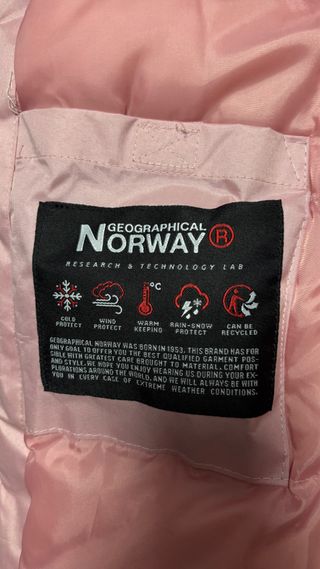 GEOGRAPHICAL
NORWAY ®
RESEARCH & TECHNOLOGY LAB
°C
COLD PROTECT
WIND PROTECT
WARM KEEPING
RAIN-SNOW PROTECT
CAN BE RECYCLED
GEOGRAPHICAL NORWAY WAS BORN IN 1953. THIS BRAND HAS FOR
ONLY GOAL TO OFFER YOU THE BEST QUALIFIED GARMENT POS-
SIBLE WITH GREATEST CARE BROUGHT TO MATERIAL, COMFORT
AND STYLE. WE HOPE YOU ENJOY WEARING US DURING YOUR EX-
PLORATIONS AROUND THE WORLD, AND WE WILL ALWAYS BE WITH
YOU IN EVERY CASE OF EXTREME WEATHER CONDITIONS.